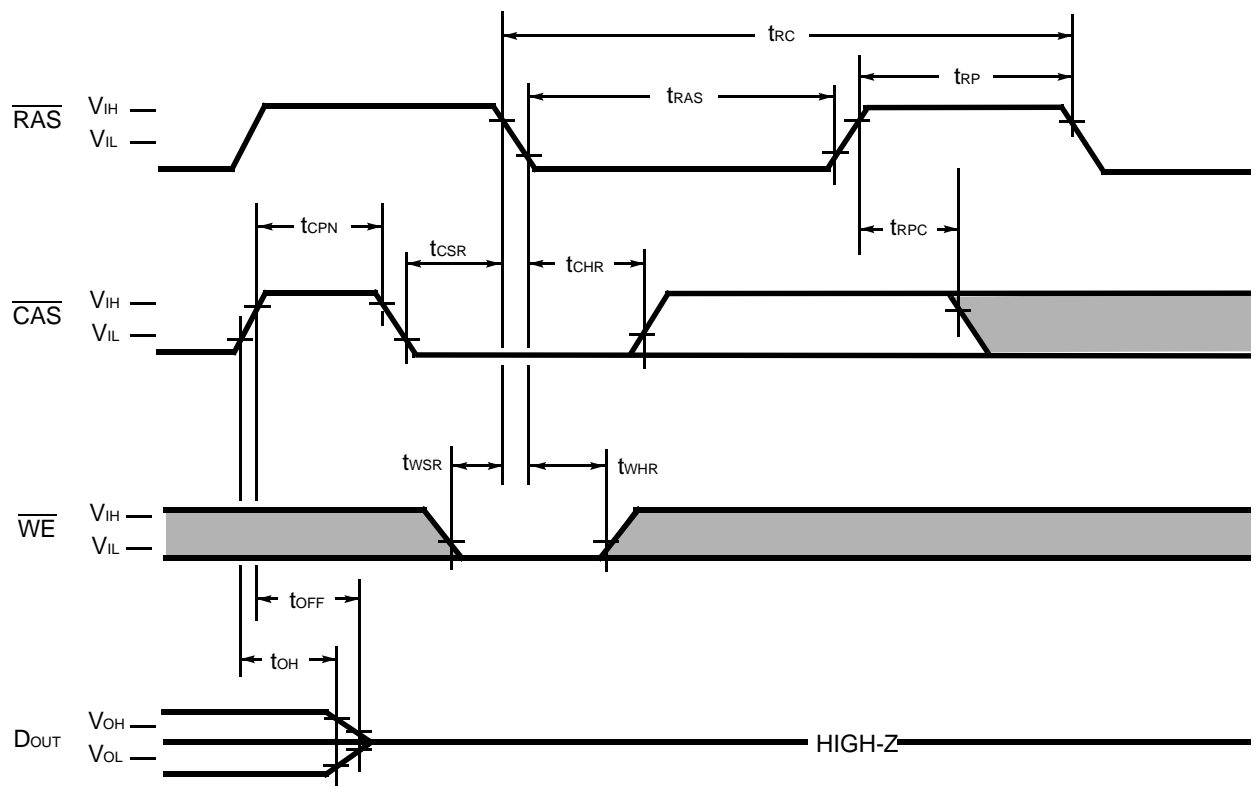 tRC
tRP
tRAS
RAS
VIH
VIL
tCPN
tCSR
tCHR
tRPC
CAS
VIH
VIL
tWSR
tWHR
WE
VIH
VIL
tOFF
tOH
DOUT
VOH
VOL
HIGH-Z